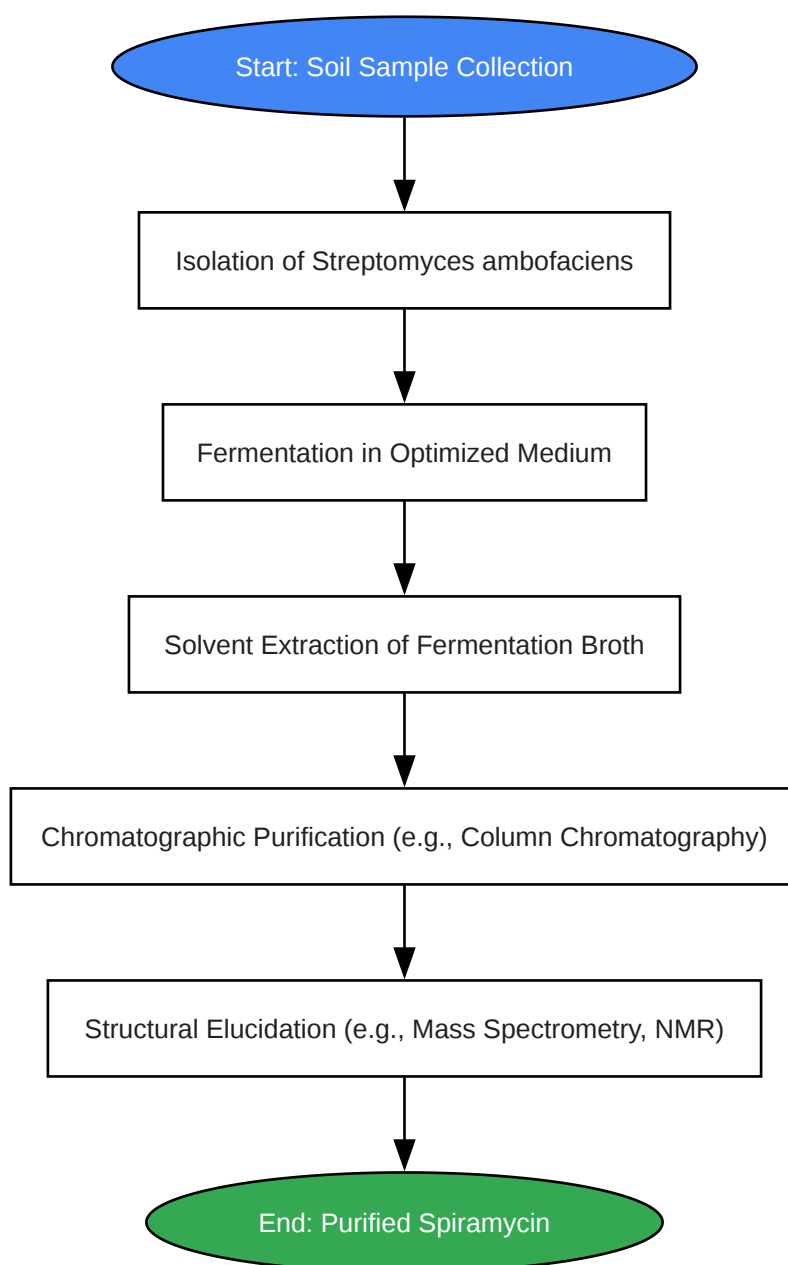 Start: Soil Sample Collection
Isolation of Streptomyces ambofaciens
Fermentation in Optimized Medium
Solvent Extraction of Fermentation Broth
Chromatographic Purification (e.g., Column Chromatography)
Structural Elucidation (e.g., Mass Spectrometry, NMR)
End: Purified Spiramycin